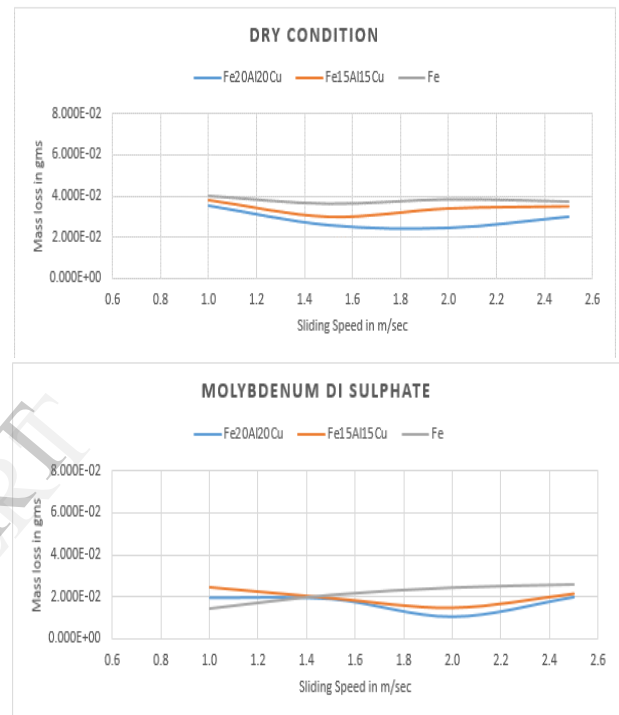 DRY CONDITION
Fe20Al20Cu Fe15Al15Cu Fe
8.000E-02
6.000E-02
4.000E-02
2.000E-02
0.000E+00
Mass loss in gms
0.6 0.8 1.0 1.2 1.4 1.6 1.8 2.0 2.2 2.4 2.6
Sliding Speed in m/sec
MOLYBDENUM DI SULPHATE
Fe20Al20Cu Fe15Al15Cu Fe
8.000E-02
6.000E-02
4.000E-02
2.000E-02
0.000E+00
Mass loss in gms
0.6 0.8 1.0 1.2 1.4 1.6 1.8 2.0 2.2 2.4 2.6
Sliding Speed in m/sec